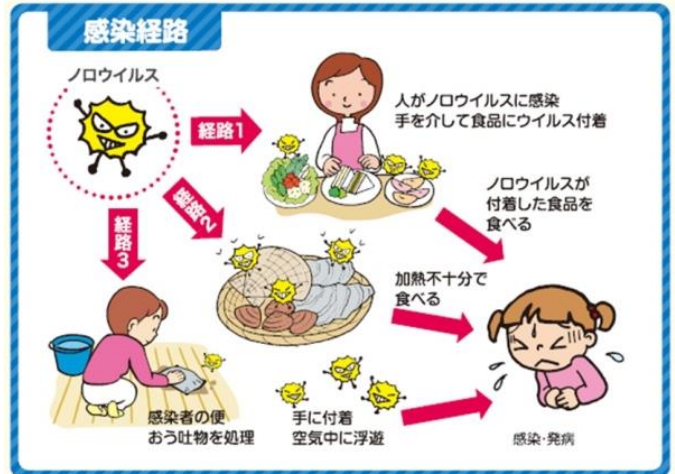 感染経路
ノロウイルス
経路1
人がノロウイルスに感染
手を介して食品にウイルス付着
経路2
ノロウイルスが
付着した食品を
食べる
経路3
加熱不十分で
食べる
感染者の便
おう吐物を処理
手に付着
空気中に浮遊
感染・発病